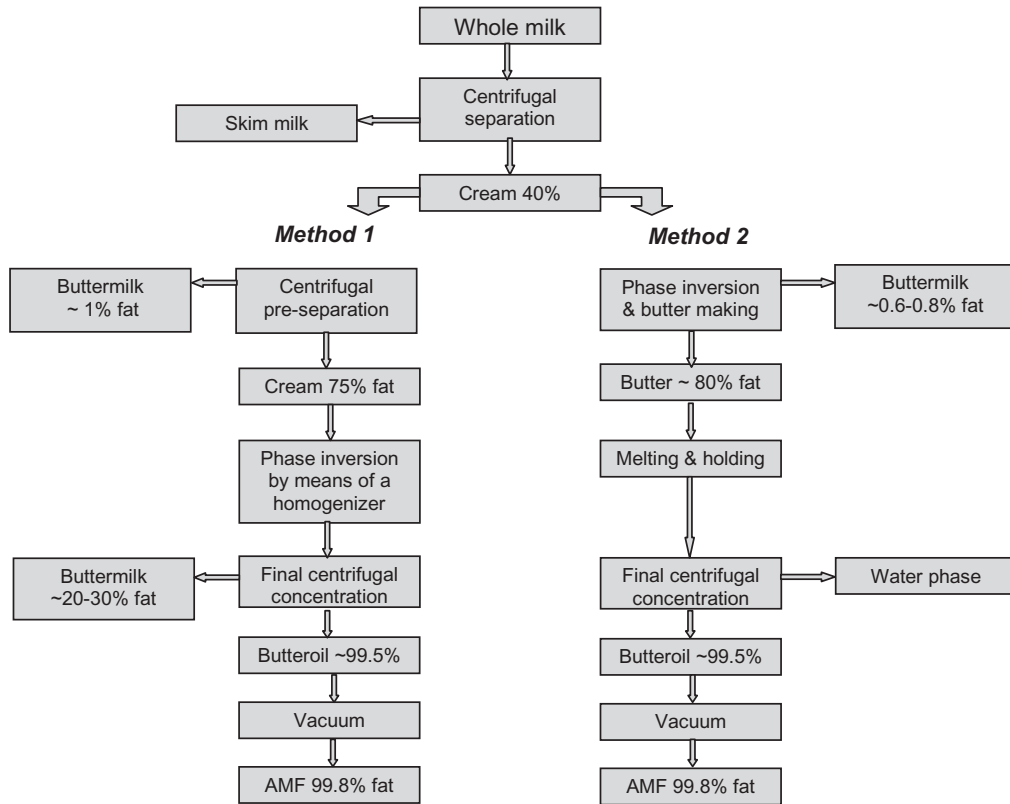 Whole milk
Centrifugal
separation
Skim milk
Cream 40%
Method 1
Buttermilk
~ 1% fat
Centrifugal
pre-separation
Cream 75% fat
Phase inversion
by means of a
homogenizer
Buttermilk
~20-30% fat
Final centrifugal
concentration
Butteroil ~99.5%
Vacuum
AMF 99.8% fat
Method 2
Phase inversion
& butter making
Buttermilk
~0.6-0.8% fat
Butter ~ 80% fat
Melting & holding
Final centrifugal
concentration
Water phase
Butteroil ~99.5%
Vacuum
AMF 99.8% fat